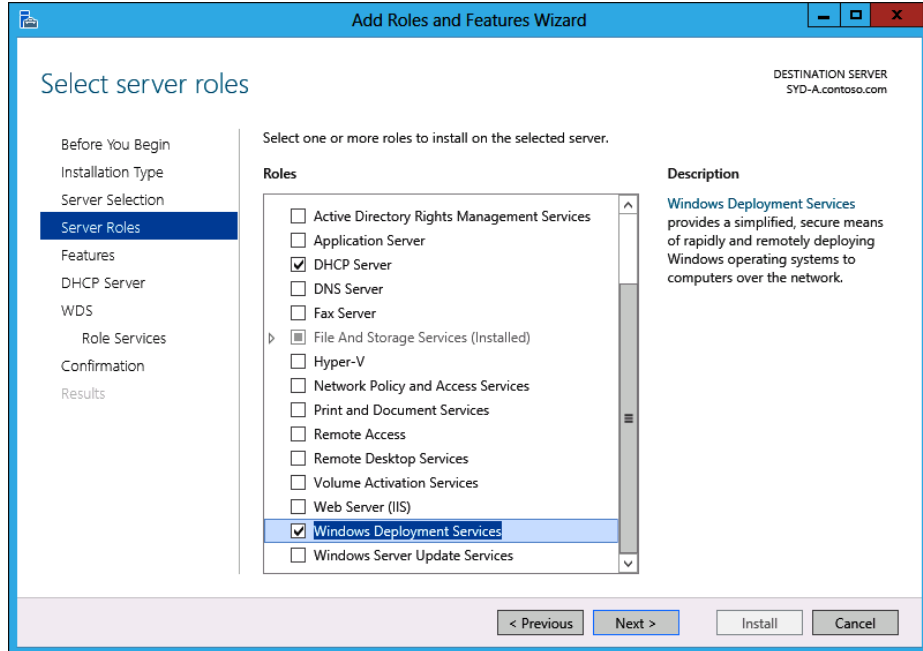 Add Roles and Features Wizard
Select server roles
DESTINATION SERVER
SYD-A.contoso.com
Before You Begin
Installation Type
Server Selection
Server Roles
Features
DHCP Server
WDS
Role Services
Confirmation
Results
Select one or more roles to install on the selected server.
Roles
Active Directory Rights Management Services
Application Server
DHCP Server
DNS Server
Fax Server
File And Storage Services (Installed)
Hyper-V
Network Policy and Access Services
Print and Document Services
Remote Access
Remote Desktop Services
Volume Activation Services
Web Server (IIS)
Windows Deployment Services
Windows Server Update Services
Description
Windows Deployment Services
provides a simplified, secure means
of rapidly and remotely deploying
Windows operating systems to
computers over the network.
< Previous
Next >
Install
Cancel